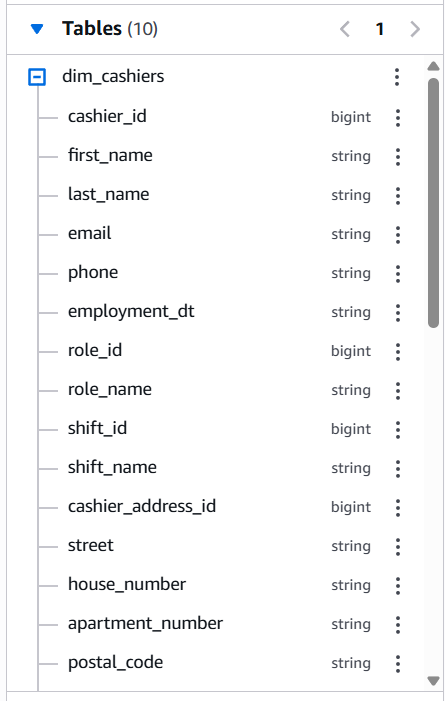 Tables (10) 1
dim_cashiers
cashier_id bigint
first_name string
last_name string
email string
phone string
employment_dt string
role_id bigint
role_name string
shift_id bigint
shift_name string
cashier_address_id bigint
street string
house_number string
apartment_number string
postal_code string